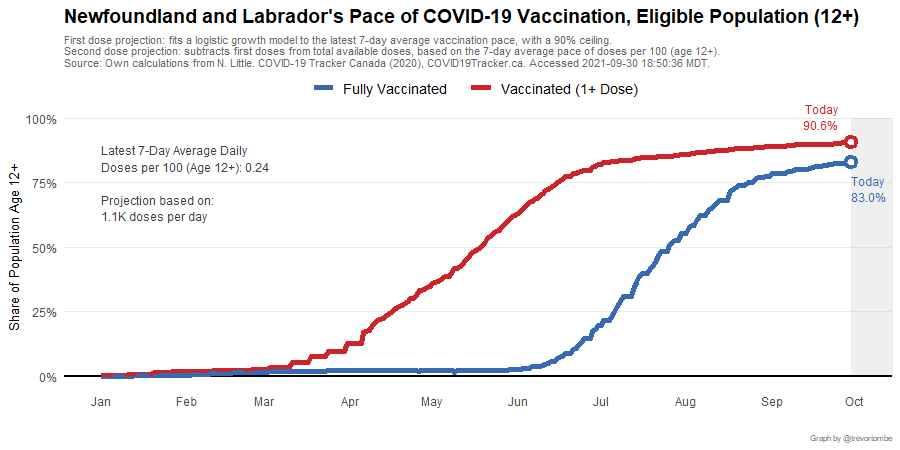 Newfoundland and Labrador's Pace of COVID-19 Vaccination, Eligible Population (12+)
First dose projection: fits a logistic growth model to the latest 7-day average vaccination pace, with a 90% ceiling.
Second dose projection: subtracts first doses from total available doses, based on the 7-day average pace of doses per 100 (age 12+).
Source: Own calculations from N. Little. COVID-19 Tracker Canada (2020), COVID19Tracker.ca. Accessed 2021-09-30 18:50:36 MDT.
Fully Vaccinated Vaccinated (1+ Dose)
Today
90.6%
100%
Latest 7-Day Average Daily
Doses per 100 (Age 12+): 0.24
Today
83.0%
75%
Projection based on:
1.1K doses per day
Share of Population Age 12+
50%
25%
0%
Jan Feb Mar Apr May Jun Jul Aug Sep Oct
Graph by @trevortombe